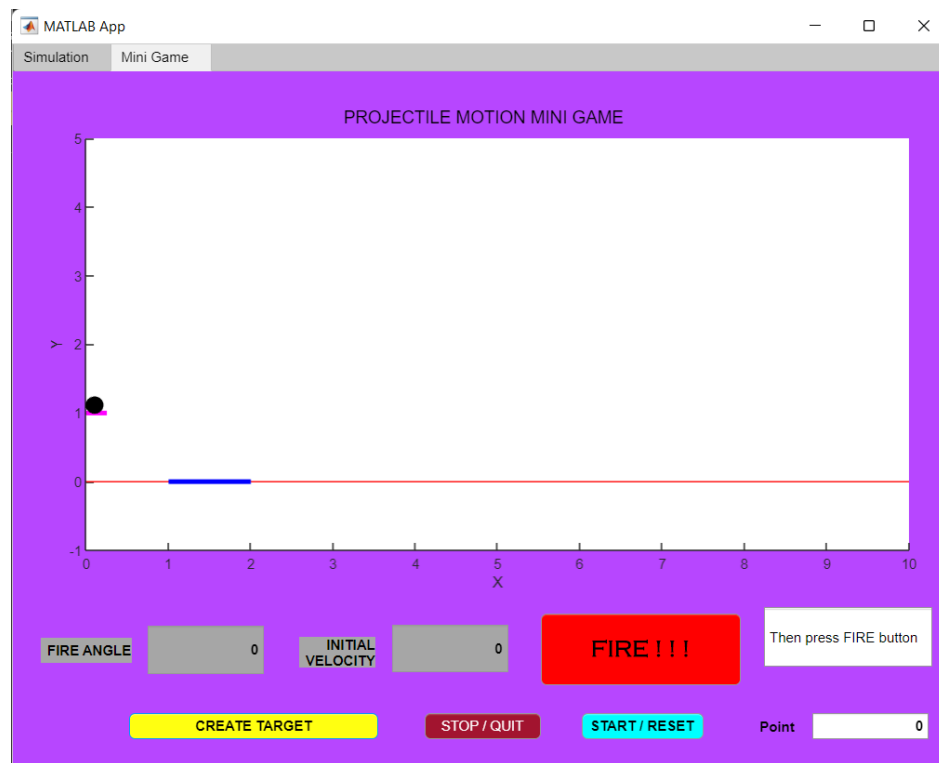 MATLAB App
Simulation
Mini Game
PROJECTILE MOTION MINI GAME
5
4
3
2
1
0
-1
Y
0 1 2 3 4 5 6 7 8 9 10
X
FIRE ANGLE
0
INITIAL
VELOCITY
0
FIRE ! ! !
Then press FIRE button
CREATE TARGET
STOP / QUIT
START / RESET
Point
0